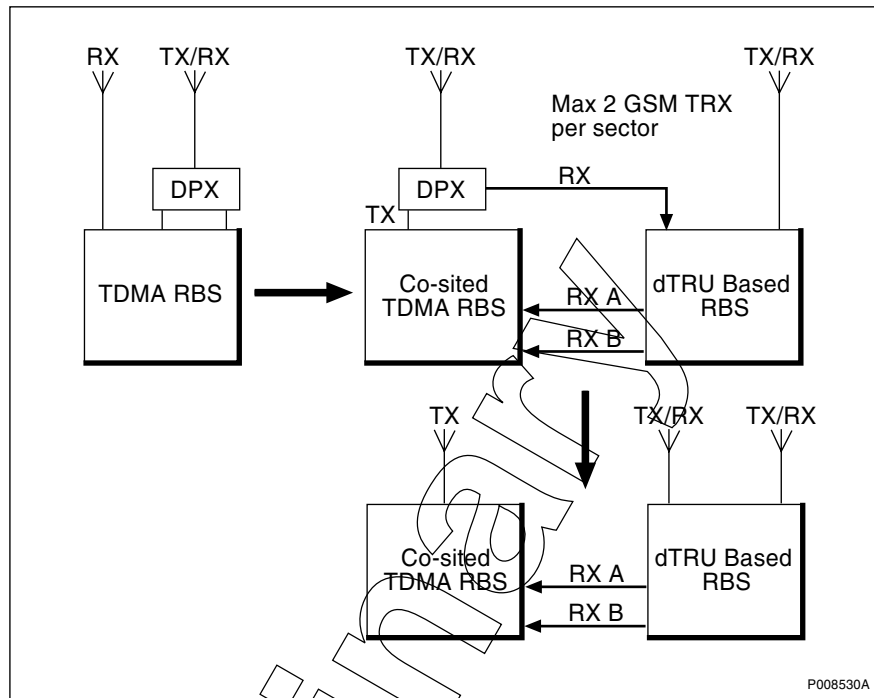 RX
TX/RX
TX/RX
TX/RX
Max 2 GSM TRX
per sector
DPX
DPX
RX
TX
TDMA RBS
Co-sited
TDMA RBS
dTRU Based
RBS
RX A
RX B
TX
TX/RX
TX/RX
Co-sited
TDMA RBS
dTRU Based
RBS
RX A
RX B
P008530A